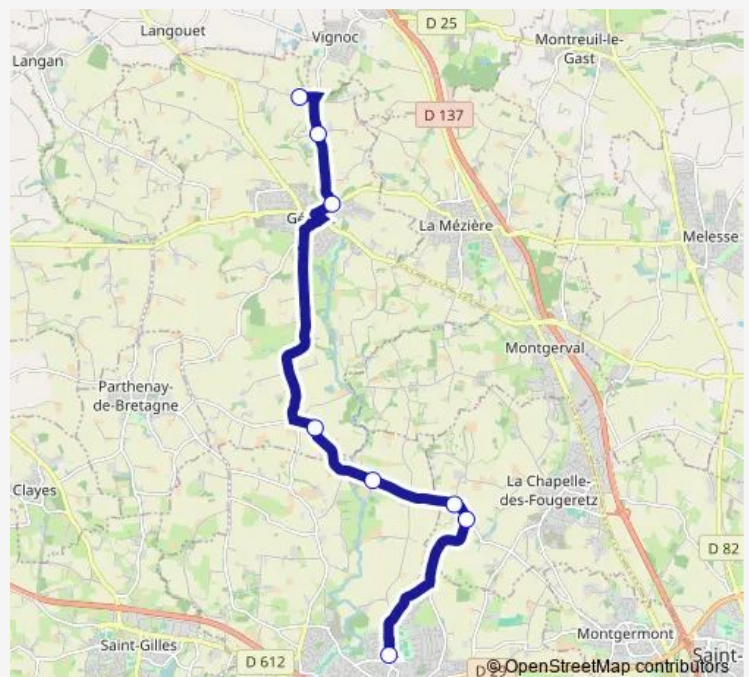 D 25
Langouet
Vignoc
Montreuil-le-
Gast
Langan
D 137
Gé
La Mézière
Melesse
Montgerval
Parthenay-
de-Bretagne
La Chapelle-
des-Fougeretz
Clayes
D 82
Saint-Gilles
Montgermont
D 612
Saint-
© OpenStreetMap contributors